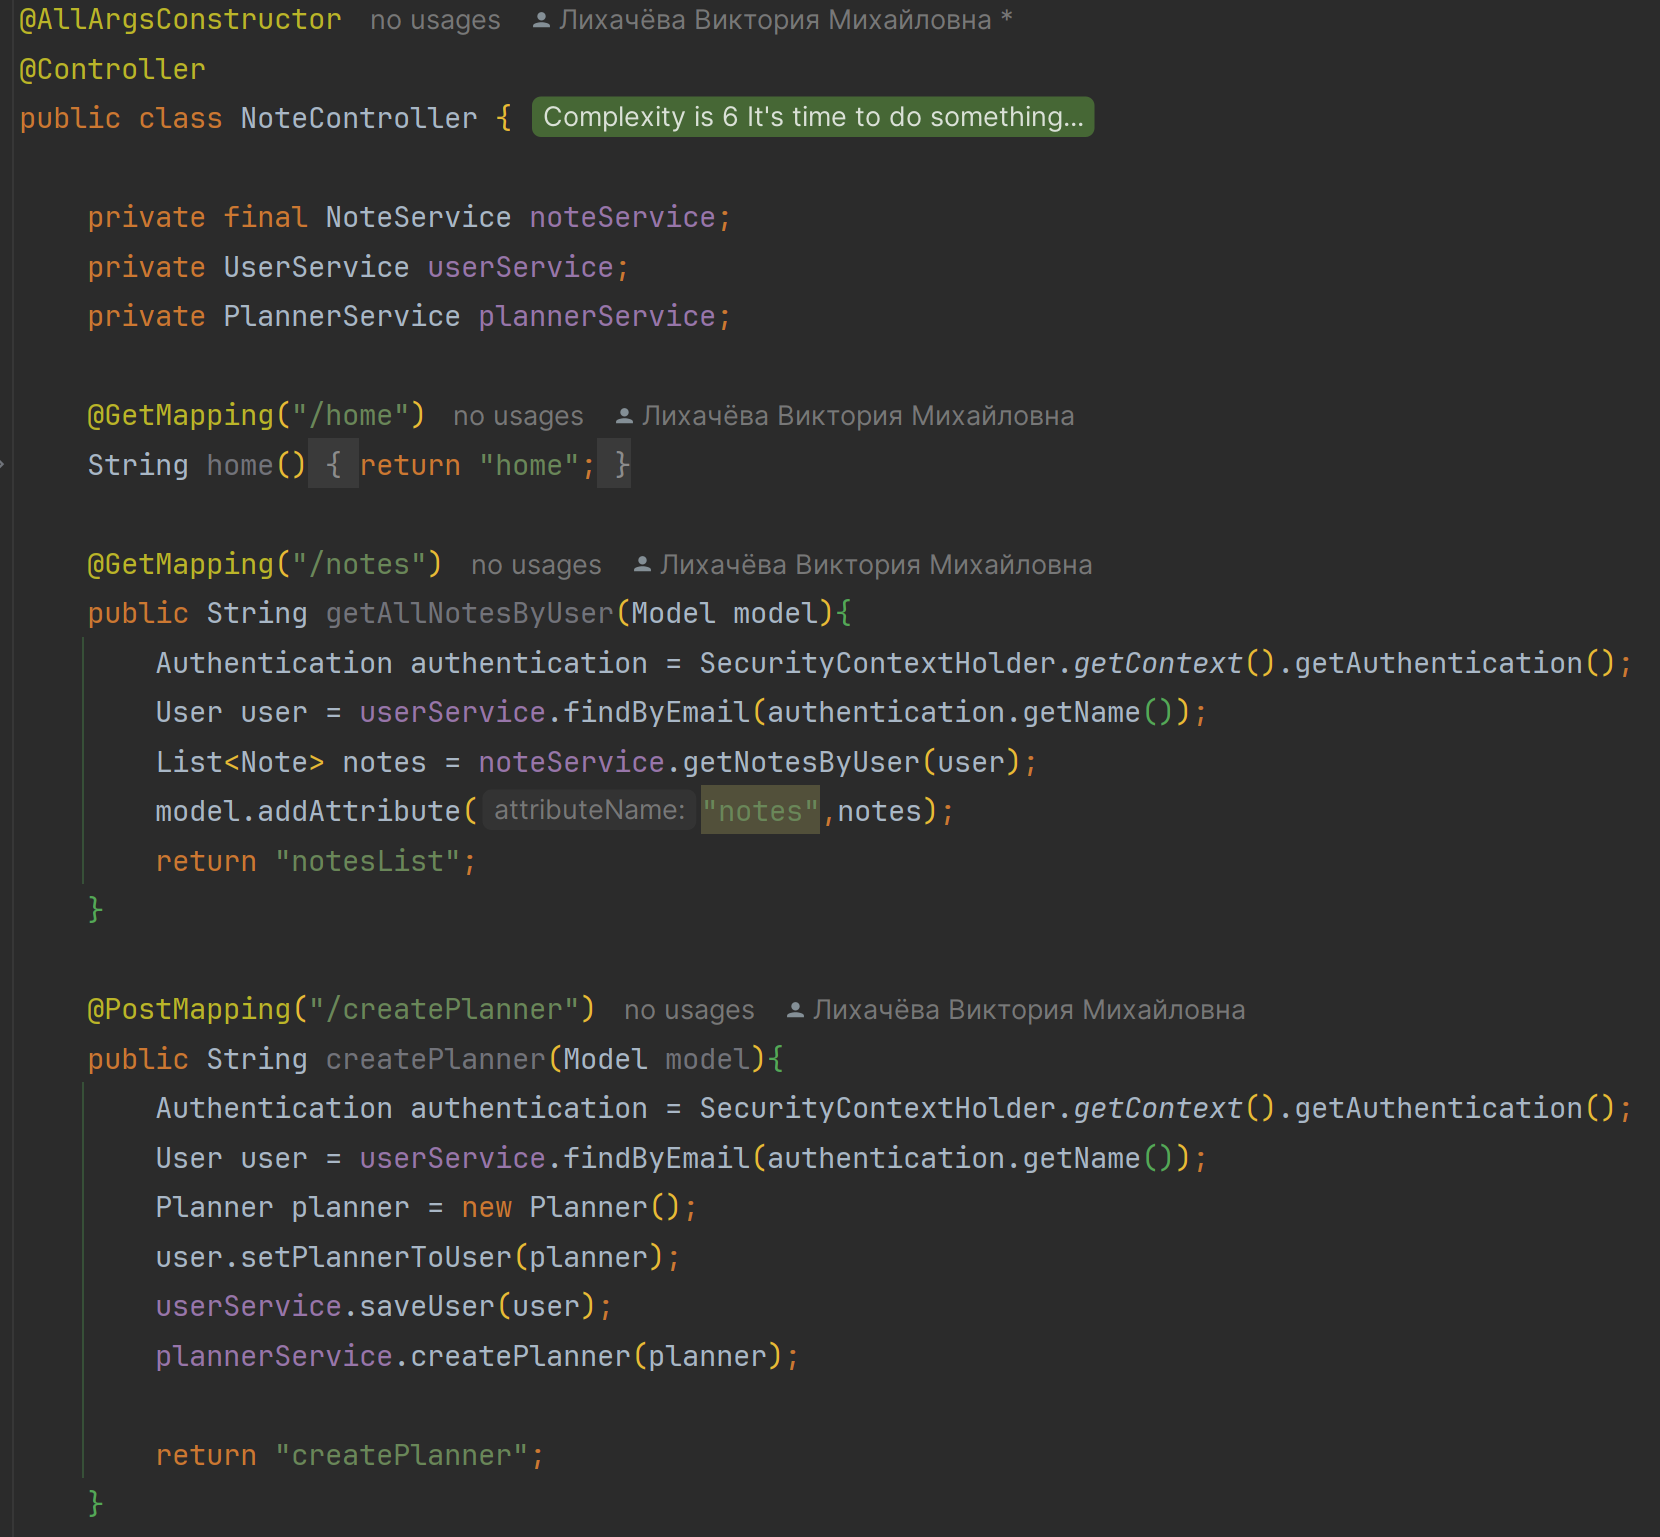 @AllArgsConstructor no usages Лихачёва Виктория Михайловна *
@Controller
public class NoteController { Complexity is 6 It's time to do something...
private final NoteService noteService;
private UserService userService;
private PlannerService plannerService;
@GetMapping("/home") no usages Лихачёва Виктория Михайловна
String home() { return "home"; }
@GetMapping("/notes") no usages Лихачёва Виктория Михайловна
public String getAllNotesByUser(Model model){
Authentication authentication = SecurityContextHolder.getContext().getAuthentication();
User user = userService.findByEmail(authentication.getName());
List<Note> notes = noteService.getNotesByUser(user);
model.addAttribute( attributeName: "notes",notes);
return "notesList";
}
@PostMapping("/createPlanner") no usages Лихачёва Виктория Михайловна
public String createPlanner(Model model){
Authentication authentication = SecurityContextHolder.getContext().getAuthentication();
User user = userService.findByEmail(authentication.getName());
Planner planner = new Planner();
user.setPlannerToUser(planner);
userService.saveUser(user);
plannerService.createPlanner(planner);
return "createPlanner";
}